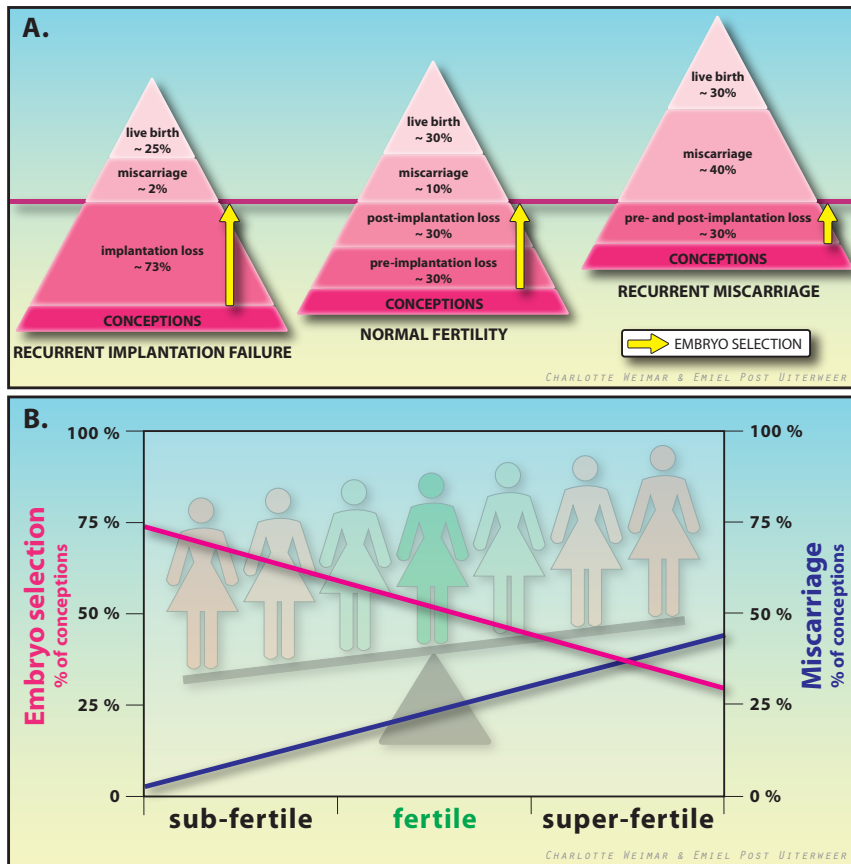 A.
live birth
~ 25%
miscarriage
~ 2%
implantation loss
~ 73%
CONCEPTIONS
RECURRENT IMPLANTATION FAILURE
live birth
~ 30%
miscarriage
~ 10%
post-implantation loss
~ 30%
pre-implantation loss
~ 30%
CONCEPTIONS
NORMAL FERTILITY
live birth
~ 30%
miscarriage
~ 40%
pre- and post-implantation loss
~ 30%
CONCEPTIONS
RECURRENT MISCARRIAGE
EMBRYO SELECTION
CHARLOTTE WEIMAR & EMIEL POST UITERWEER
B.
Embryo selection
% of conceptions
100 %
75 %
50 %
25 %
0
100 %
75 %
50 %
25 %
0 %
Miscarriage
% of conceptions
sub-fertile
fertile
super-fertile
CHARLOTTE WEIMAR & EMIEL POST UITERWEER